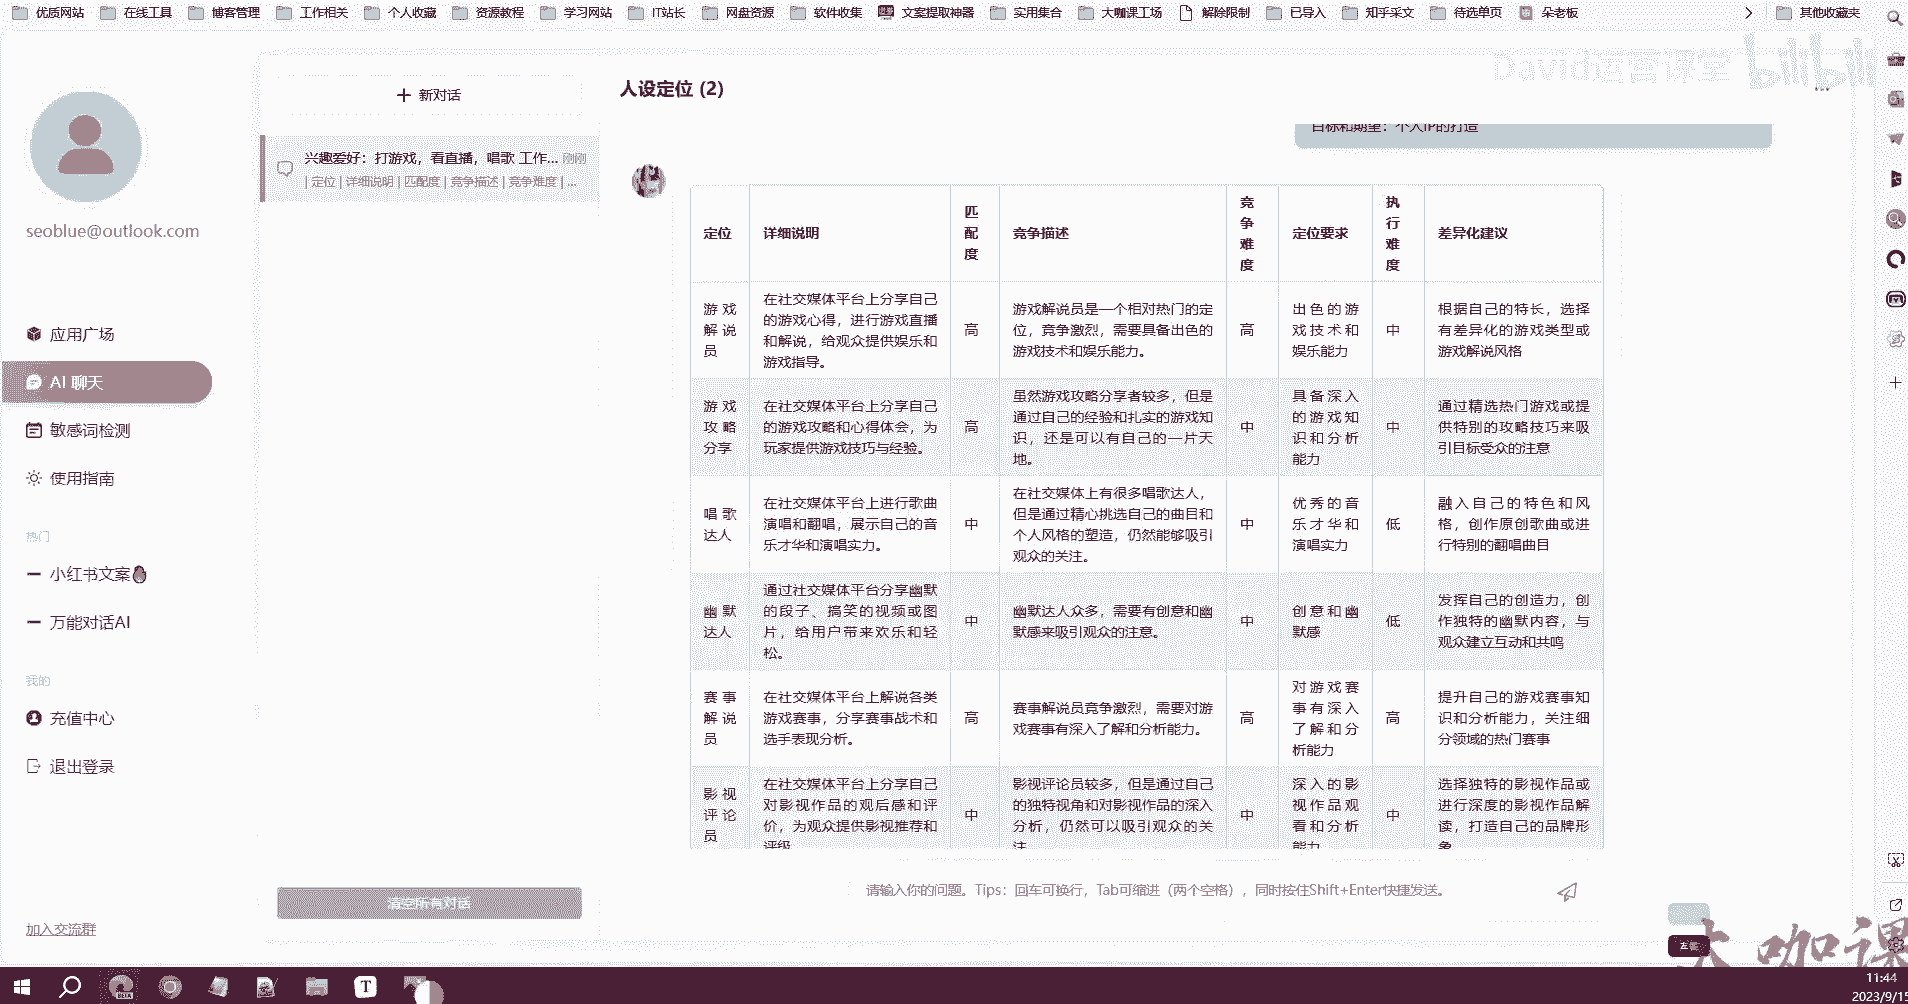 优质网站 在线工具 博客管理 工作相关 个人收藏 资源教程 学习网站 IT站长 网盘资源 软件收集 文案提取神器 实用集合 大咖课工场 解除限制 已导入 知乎采文 待选单页 朵老板 其他收藏夹
David运营课堂 bilibili
seoblue@outlook.com
应用广场
AI 聊天
敏感词检测
使用指南
热门
小红书文案
万能对话AI
我的
充值中心
退出登录
加入交流群
新对话
兴趣爱好：打游戏，看直播，唱歌 工作... 刚刚
| 定位 | 详细说明 | 匹配度 | 竞争描述 | 竞争难度 | ...
清空所有对话
人设定位 (2)
目标和期望：个人IP的打造
定位 详细说明 匹配度 竞争描述 竞争难度 定位要求 执行难度 差异化建议
游戏解说员 在社交媒体平台上分享自己的游戏心得，进行游戏直播和解说，给观众提供娱乐和游戏指导。 高 游戏解说员是一个相对热门的定位，竞争激烈，需要具备出色的游戏技术和娱乐能力。 高 出色的游戏技术和娱乐能力 中 根据自己的特长，选择有差异化的游戏类型或游戏解说风格
游戏攻略分享 在社交媒体平台上分享自己的游戏攻略和心得体会，为玩家提供游戏技巧与经验。 高 虽然游戏攻略分享者较多，但是通过自己的经验和扎实的游戏知识，还是可以有自己的一片天地。 中 具备深入的游戏知识和分析能力 中 通过精选热门游戏或提供特别的攻略技巧来吸引目标受众的注意
唱歌达人 在社交媒体平台上进行歌曲演唱和翻唱，展示自己的音乐才华和演唱实力。 中 在社交媒体上有很多唱歌达人，但是通过精心挑选自己的曲目和个人风格的塑造，仍然能够吸引观众的关注。 中 优秀的音乐才华和演唱实力 低 融入自己的特色和风格，创作原创歌曲或进行特别的翻唱曲目
幽默达人 通过社交媒体平台分享幽默的段子、搞笑的视频或图片，给用户带来欢乐和轻松。 中 幽默达人众多，需要有创意和幽默感来吸引观众的注意。 中 创意和幽默感 低 发挥自己的创造力，创作独特的幽默内容，与观众建立互动和共鸣
赛事解说员 在社交媒体平台上解说各类游戏赛事，分享赛事战术和选手表现分析。 高 赛事解说员竞争激烈，需要对游戏赛事有深入了解和分析能力。 高 对游戏赛事有深入了解和分析能力 高 提升自己的游戏赛事知识和分析能力，关注细分领域的热门赛事
影视评论员 在社交媒体平台上分享自己对影视作品的观后感和评价，为观众提供影视推荐和评级 中 影视评论员较多，但是通过自己的独特视角和对影视作品的深入分析，仍然可以吸引观众的关注 中 深入的影视作品观看和分析能力 中 选择独特的影视作品或进行深度的影视作品解读，打造自己的品牌形象
请输入你的问题。Tips：回车可换行，Tab可缩进（两个空格），同时按住Shift+Enter快捷发送。
左键
大咖课
11:44
2023/9/15